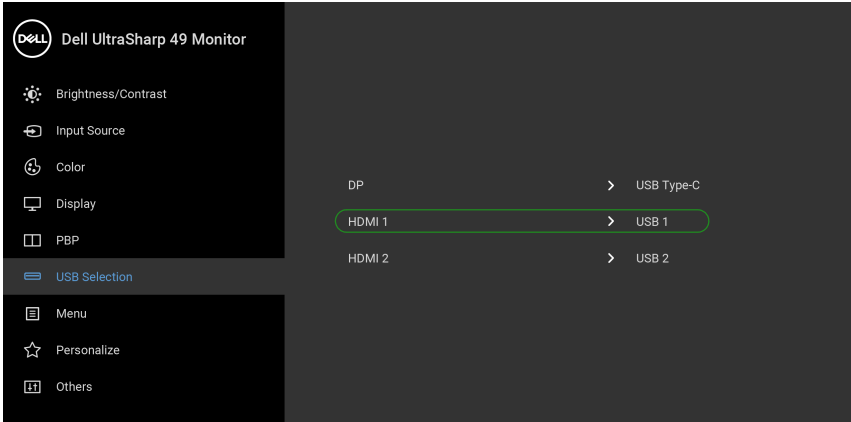 DELL
Dell UltraSharp 49 Monitor
Brightness/Contrast
Input Source
Color
Display
PBP
USB Selection
Menu
Personalize
Others
DP USB Type-C
HDMI 1 USB 1
HDMI 2 USB 2